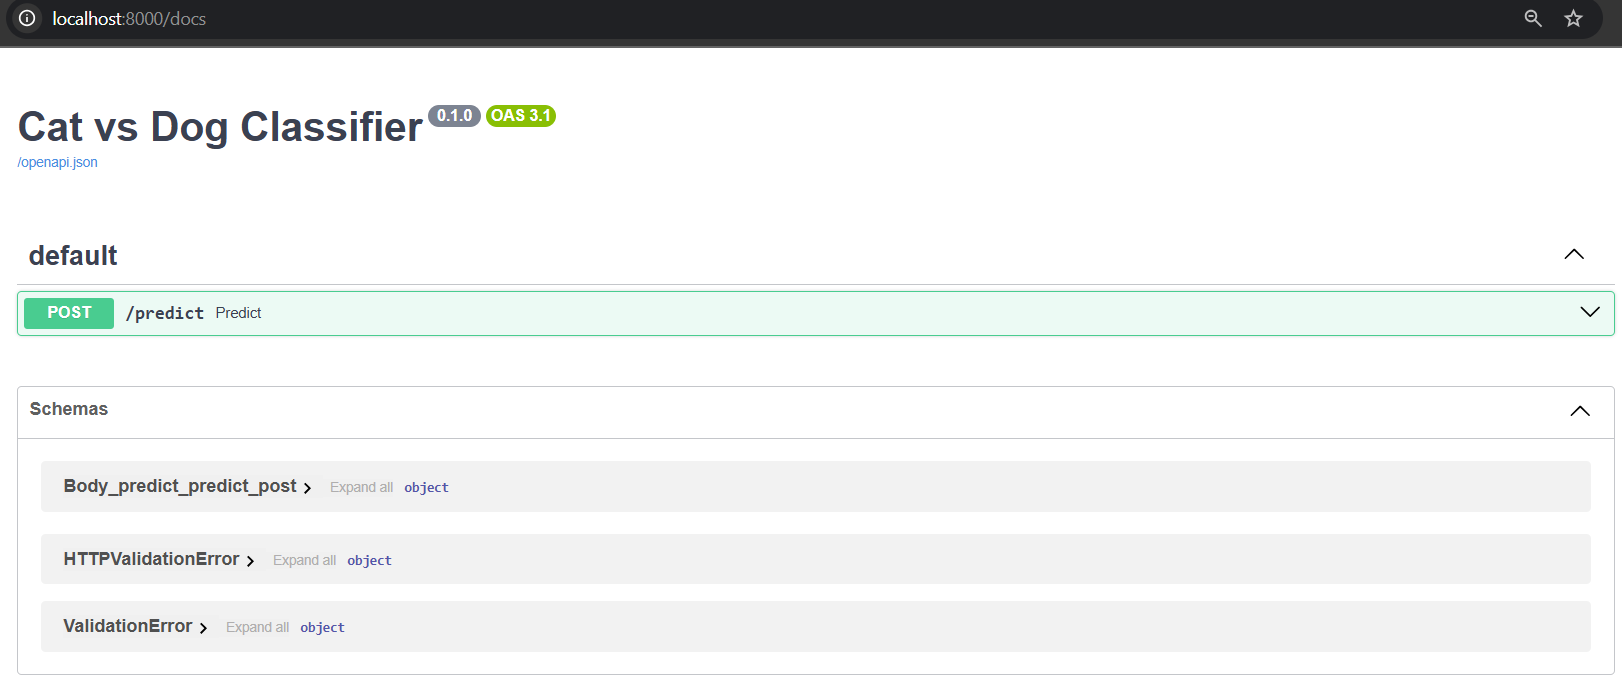 localhost:8000/docs
Cat vs Dog Classifier 0.1.0 OAS 3.1
/openapi.json
default
POST /predict Predict
Schemas
Body_predict_predict_post Expand all object
HTTPValidationError Expand all object
ValidationError Expand all object